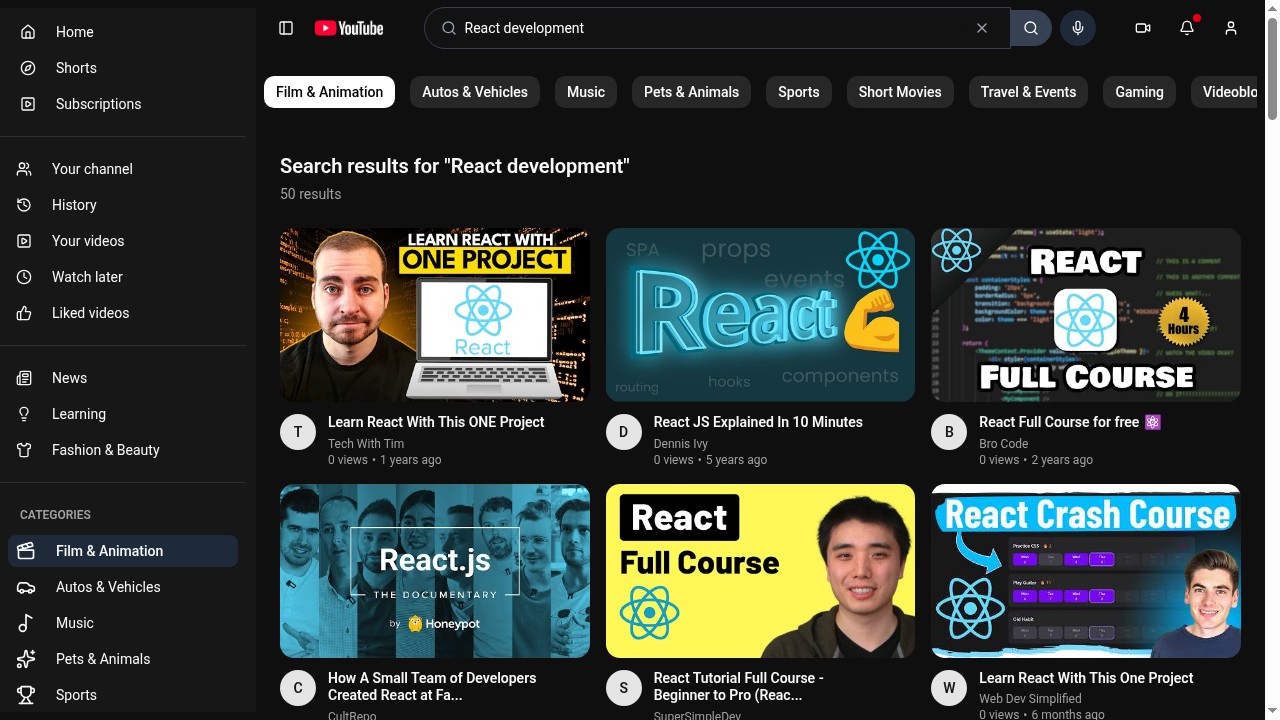 Home
Shorts
Subscriptions
Your channel
History
Your videos
Watch later
Liked videos
News
Learning
Fashion & Beauty
CATEGORIES
Film & Animation
Autos & Vehicles
Music
Pets & Animals
Sports
YouTube
React development
Film & Animation
Autos & Vehicles
Music
Pets & Animals
Sports
Short Movies
Travel & Events
Gaming
Videoblo
Search results for "React development"
50 results
LEARN REACT WITH
ONE PROJECT
React
T
Learn React With This ONE Project
Tech With Tim
0 views • 1 years ago
SPA
props
events
React
routing
hooks
components
D
React JS Explained In 10 Minutes
Dennis Ivy
0 views • 5 years ago
REACT
4
Hours
FULL COURSE
B
React Full Course for free ⚛️
Bro Code
0 views • 2 years ago
React.js
THE DOCUMENTARY
by Honeypot
C
How A Small Team of Developers
Created React at Fa...
CultRepo
React
Full Course
S
React Tutorial Full Course -
Beginner to Pro (Reac...
SuperSimpleDev
React Crash Course
Practice CSS
Play Guitar
Old Habit
W
Learn React With This One Project
Web Dev Simplified
0 views • 6 months ago